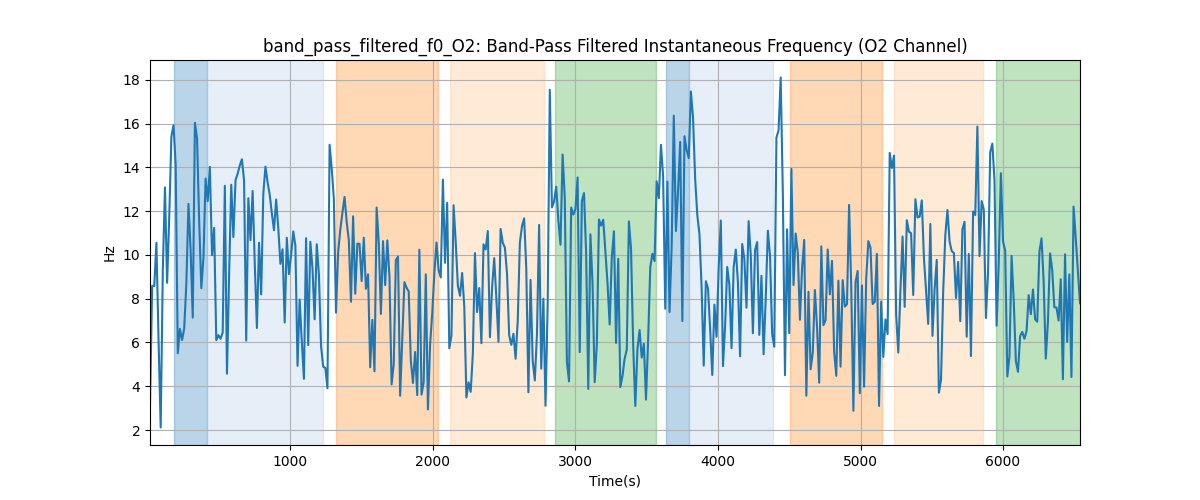 band_pass_filtered_f0_O2: Band-Pass Filtered Instantaneous Frequency (O2 Channel)
18
16
14
12
10
8
6
4
2
Hz
1000 2000 3000 4000 5000 6000
Time(s)